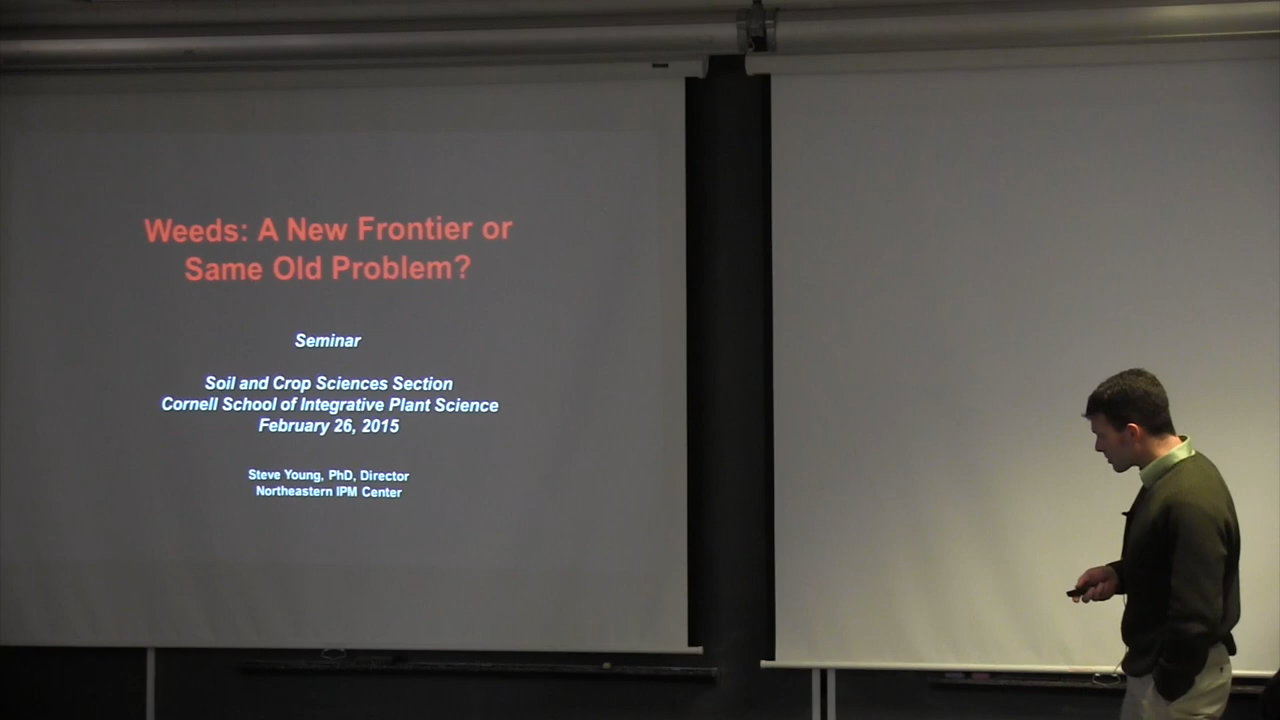 Weeds: A New Frontier or
Same Old Problem?
Seminar
Soil and Crop Sciences Section
Cornell School of Integrative Plant Science
February 26, 2015
Steve Young, PhD, Director
Northeastern IPM Center